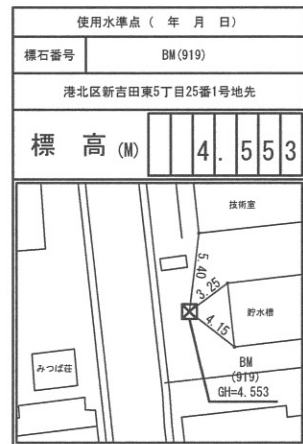 使用水準点 ( 年 月 日)
標石番号 BM(919)
港北区新吉田東5丁目25番1号地先
標 高 (M) 4.553
技術室
5.40
3.25
貯水槽
4.15
みつば荘
BM
(919)
GH=4.553